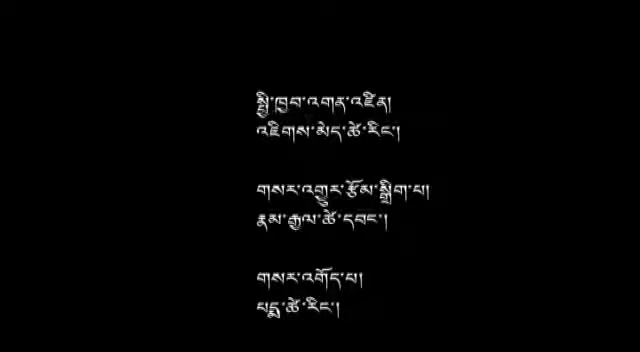 སྤྱི་ཁྱབ་འགན་འཛིན།
འཇིགས་མེད་ཚེ་རིང་།
གསར་འགྱུར་རྩོམ་སྒྲིག་པ།
རྣམ་རྒྱལ་ཚེ་དབང་།
གསར་འགོད་པ།
པདྨ་ཚེ་རིང་།